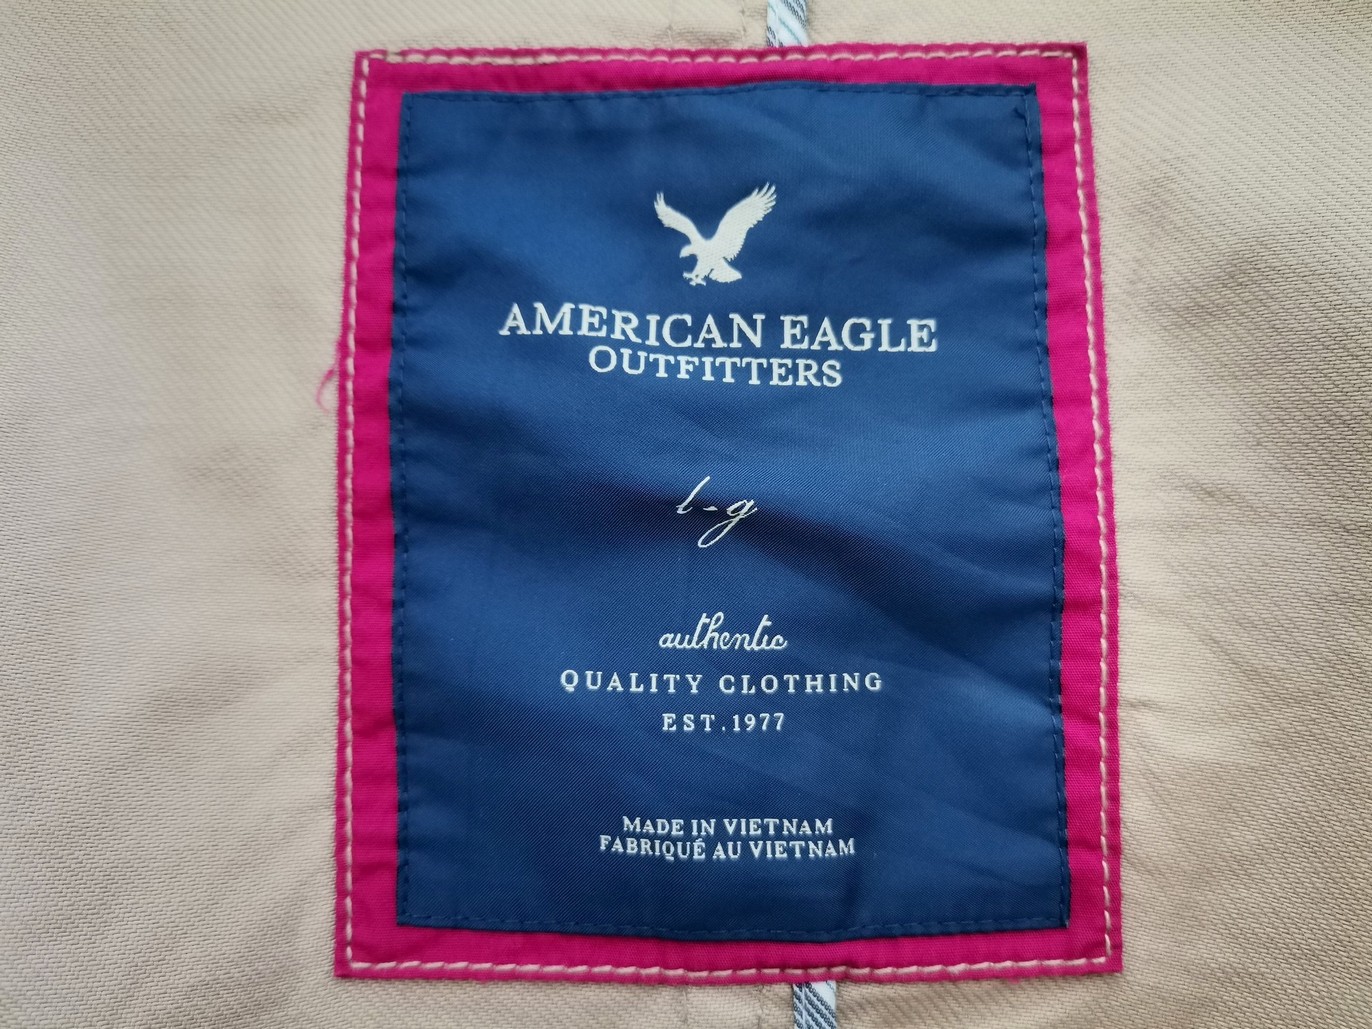 AMERICAN EAGLE
OUTFITTERS
l-g
authentic
QUALITY CLOTHING
EST.1977
MADE IN VIETNAM
FABRIQUÉ AU VIETNAM